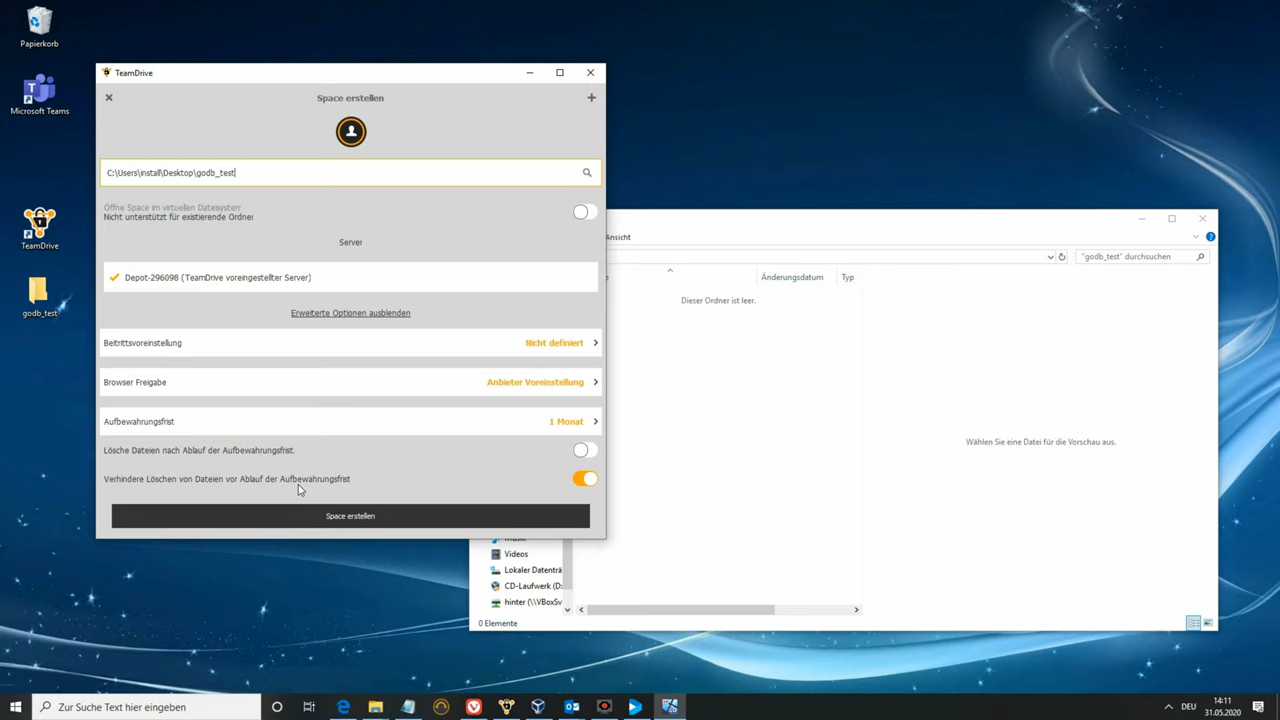 Papierkorb
Microsoft Teams
TeamDrive
godb_test
TeamDrive
Space erstellen
C:\Users\install\Desktop\godb_test
Öffne Space im virtuellen Dateisystem
Nicht unterstützt für existierende Ordner
Server
Depot-296098 (TeamDrive voreingestellter Server)
Erweiterte Optionen ausblenden
Beitrittsvoreinstellung
Nicht definiert
Browser Freigabe
Anbieter Voreinstellung
Aufbewahrungsfrist
1 Monat
Lösche Dateien nach Ablauf der Aufbewahrungsfrist.
Verhindere Löschen von Dateien vor Ablauf der Aufbewahrungsfrist
Space erstellen
Ansicht
"godb_test" durchsuchen
Änderungsdatum
Typ
Dieser Ordner ist leer.
Wählen Sie eine Datei für die Vorschau aus.
Videos
Lokaler Datenträ
CD-Laufwerk (D:
hinter (\\VBoxSv
0 Elemente
Zur Suche Text hier eingeben
DEU
14:11
31.05.2020